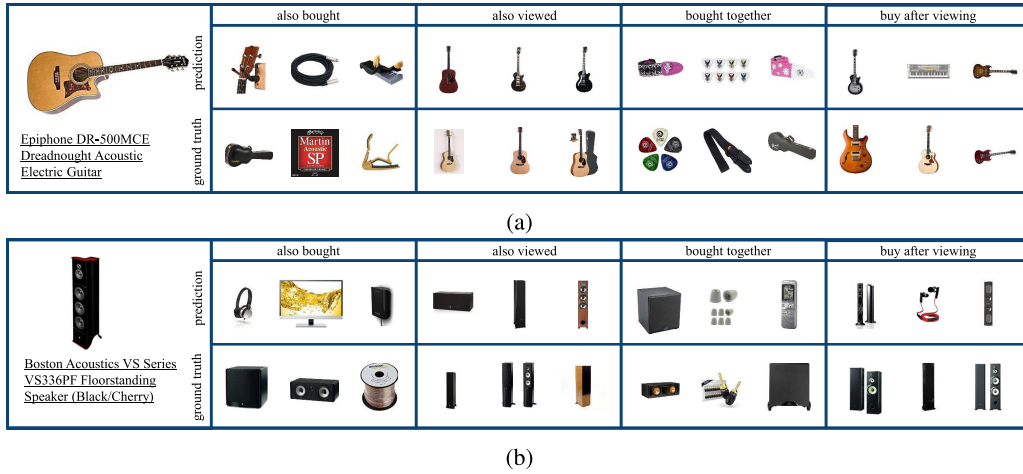 also bought also viewed bought together buy after viewing
prediction
ground truth
Epiphone DR-500MCE
Dreadnought Acoustic
Electric Guitar
Martin
Acoustic
SP
(a)
also bought also viewed bought together buy after viewing
prediction
ground truth
Boston Acoustics VS Series
VS336PF Floorstanding
Speaker (Black/Cherry)
(b)